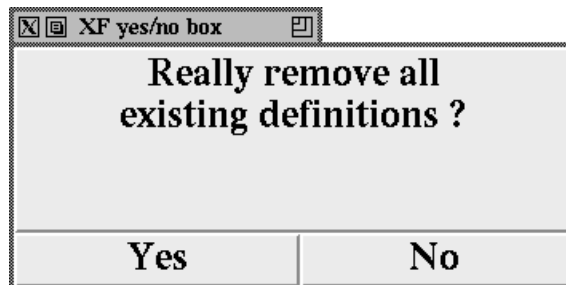 XF yes/no box
Really remove all
existing definitions ?
Yes
No